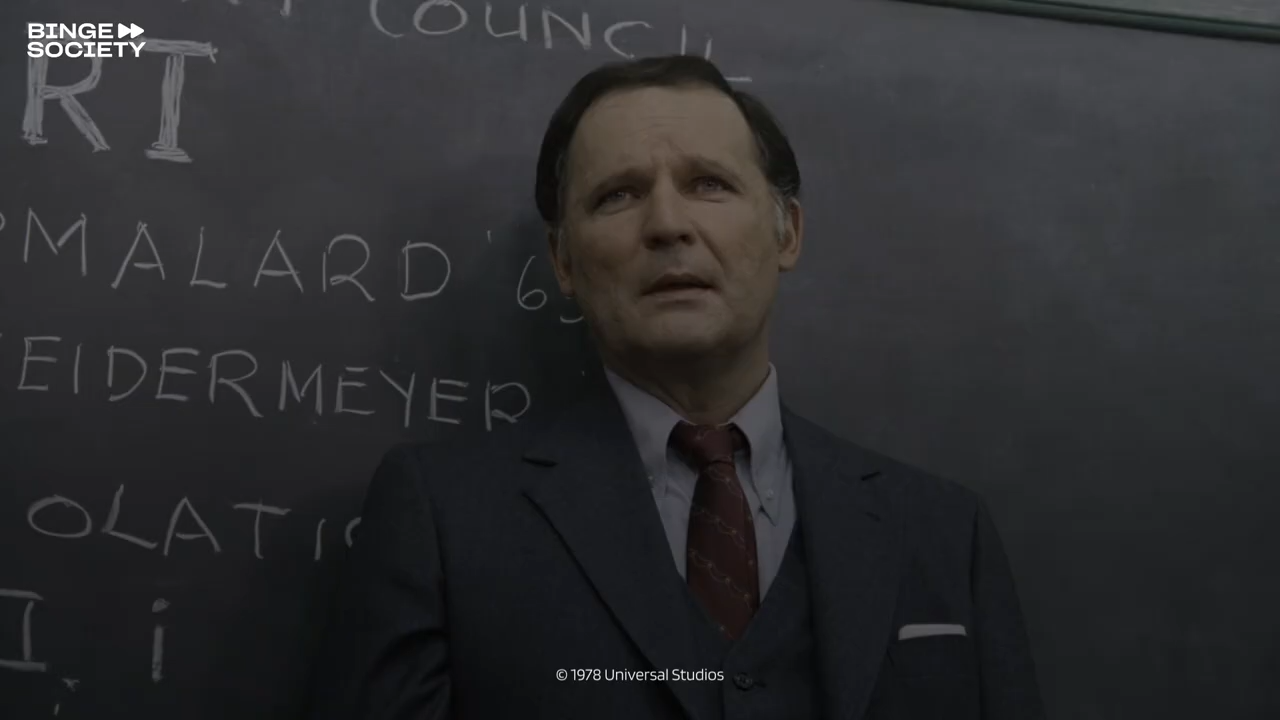 BINGE
SOCIETY
COUNCIL
RT
MALARD '6
EIDERMEYER
OLATI
I i
© 1978 Universal Studios